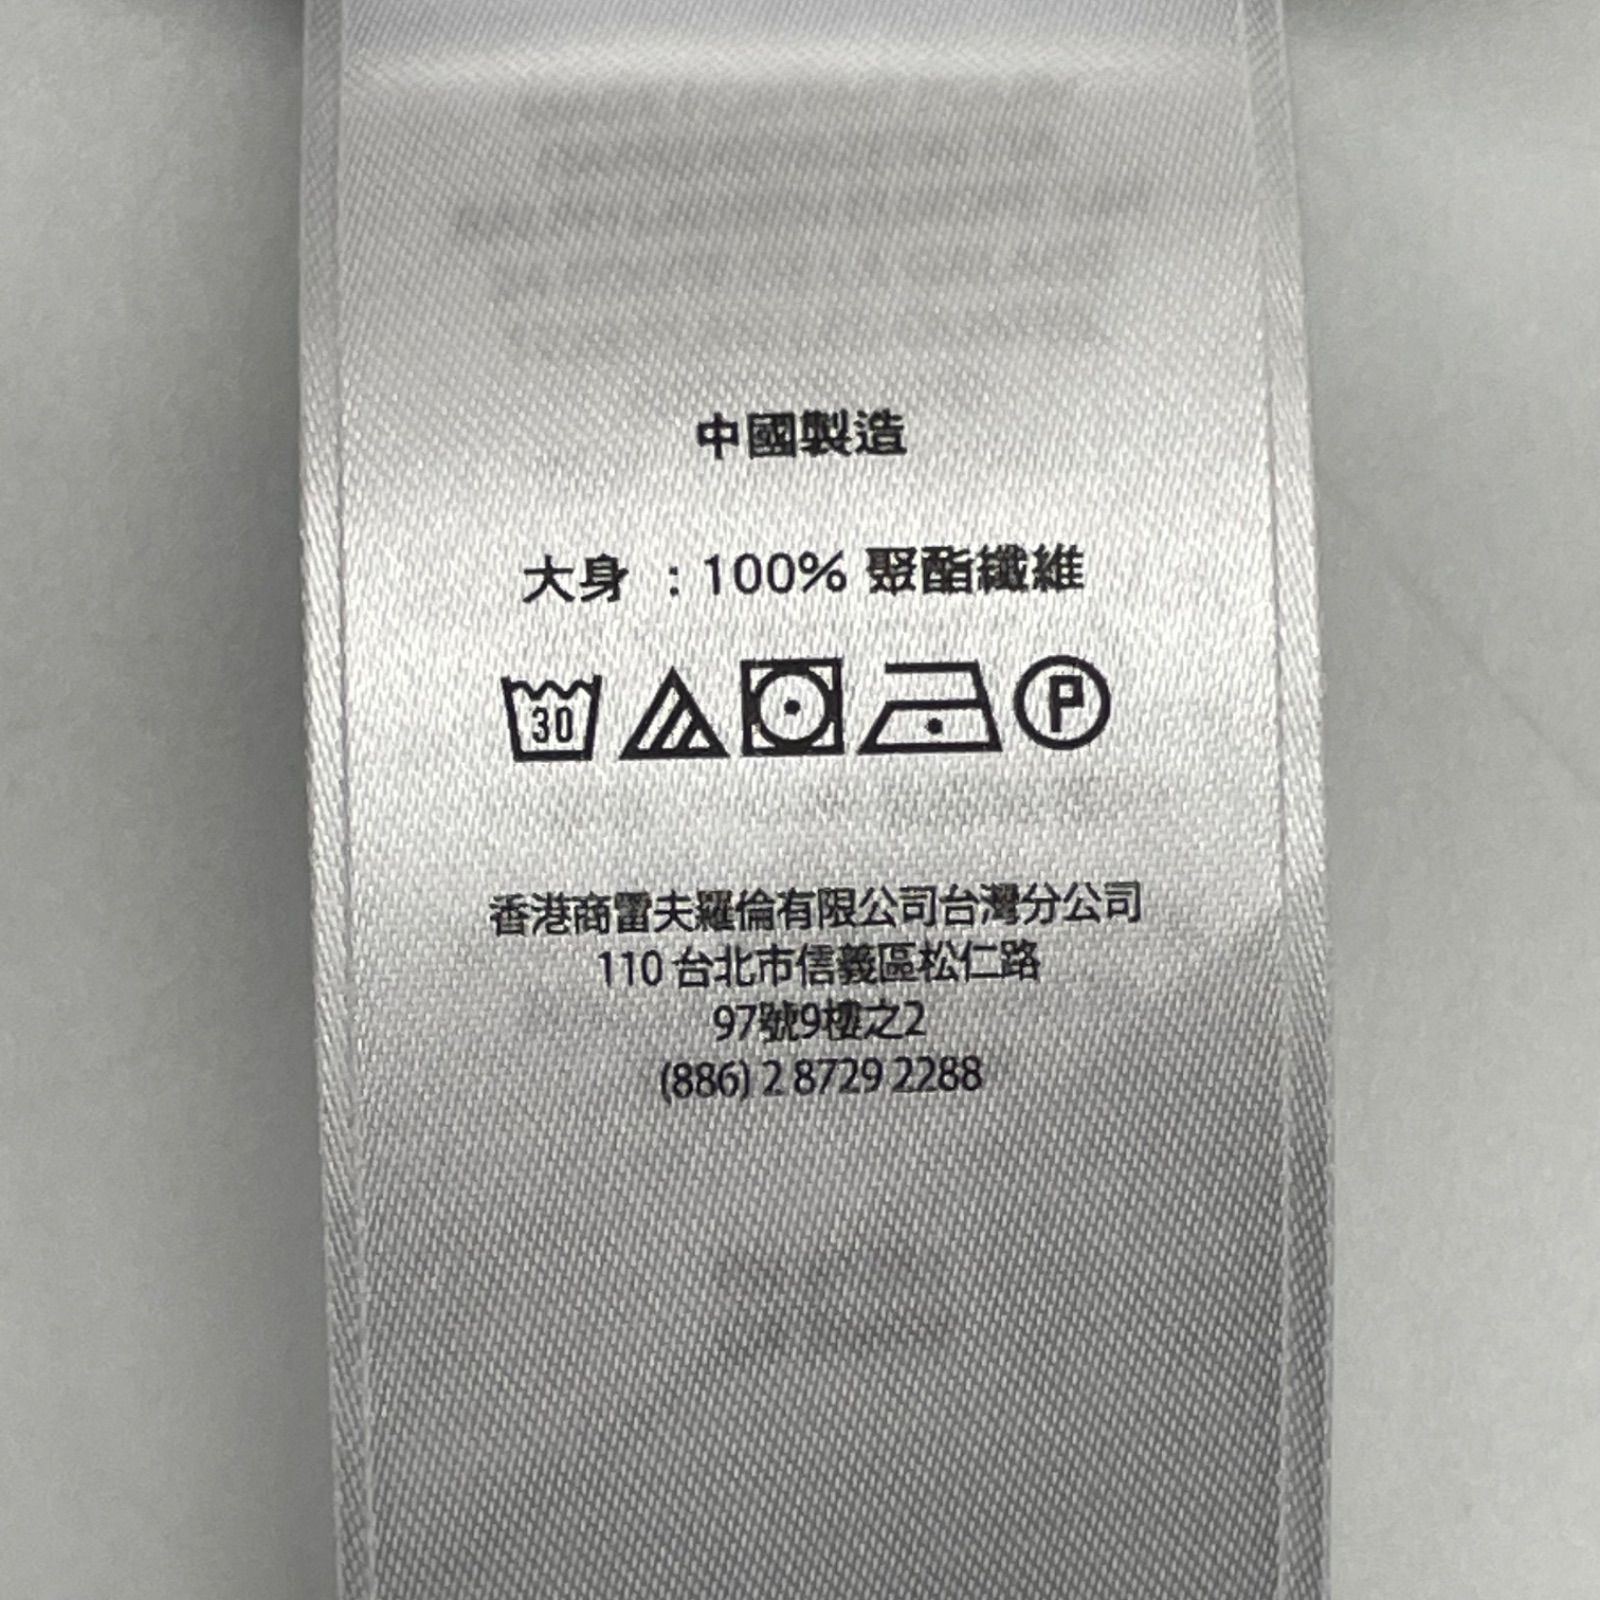 中國製造
大身 : 100% 聚酯纖維
30 P
香港商雷夫羅倫有限公司台灣分公司
110 台北市信義區松仁路
97號9樓之2
(886) 2 8729 2288